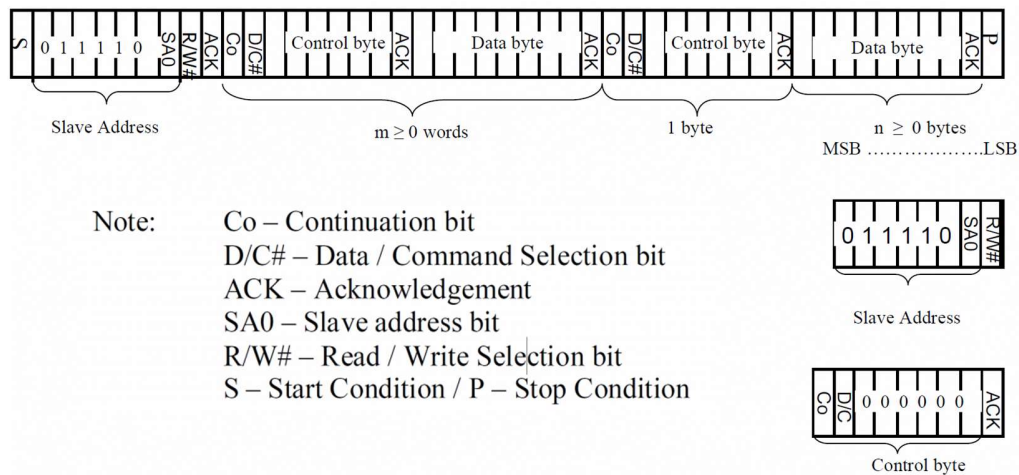 S 0 1 1 1 1 0 SA0 R/W# ACK Co D/C# Control byte ACK Data byte ACK Co D/C# Control byte ACK Data byte ACK P
Slave Address
m ≥ 0 words
1 byte
n ≥ 0 bytes
MSB ……………….LSB
Note:
Co – Continuation bit
D/C# – Data / Command Selection bit
ACK – Acknowledgement
SA0 – Slave address bit
R/W# – Read / Write Selection bit
S – Start Condition / P – Stop Condition
0 1 1 1 1 0 SA0 R/W#
Slave Address
Co D/C 0 0 0 0 0 0 ACK
Control byte